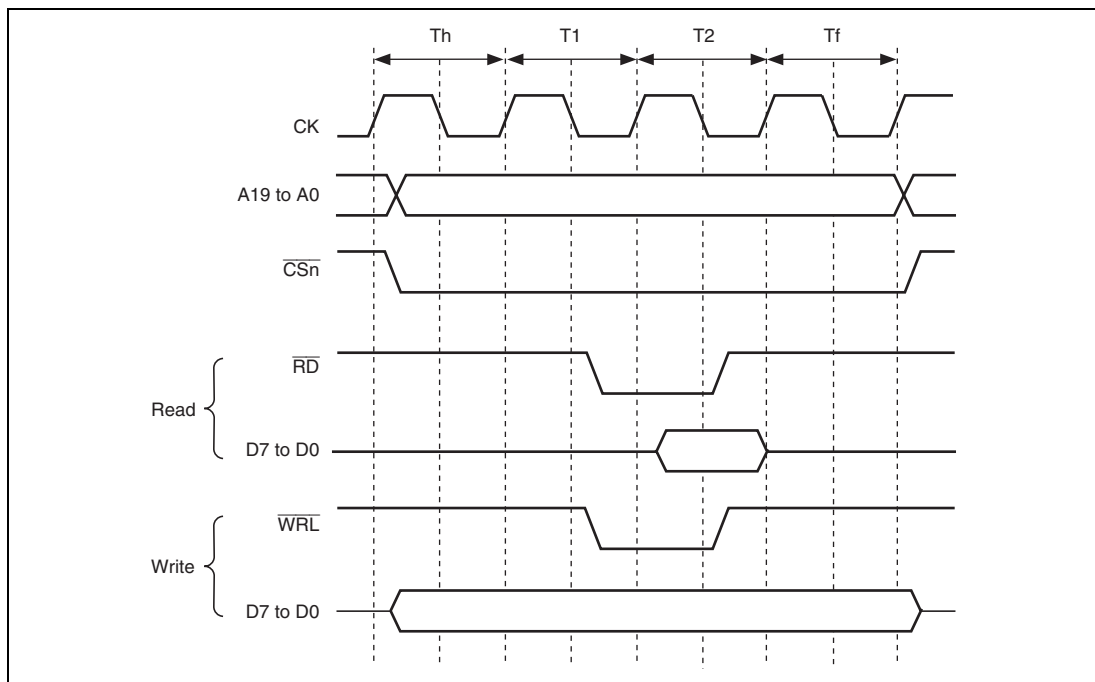 Th T1 T2 Tf
CK
A19 to A0
CSn
RD
Read
D7 to D0
WRL
Write
D7 to D0